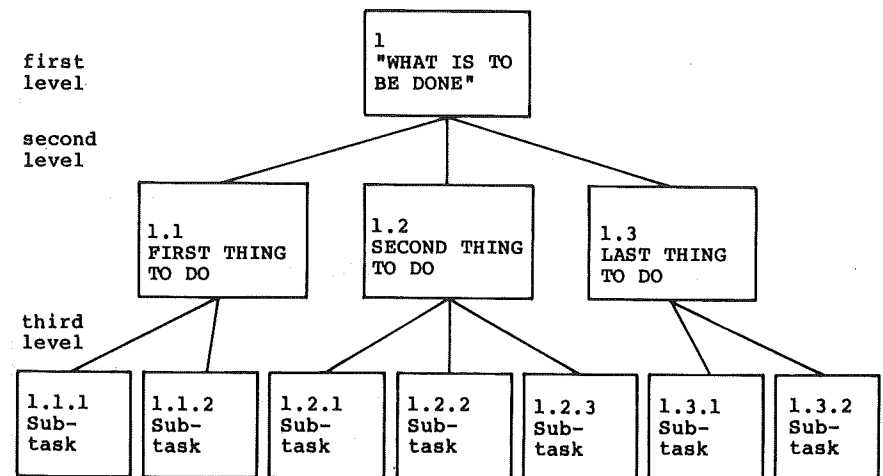 first
level
1
"WHAT IS TO
BE DONE"
second
level
1.1
FIRST THING
TO DO
1.2
SECOND THING
TO DO
1.3
LAST THING
TO DO
third
level
1.1.1
Sub-
task
1.1.2
Sub-
task
1.2.1
Sub-
task
1.2.2
Sub-
task
1.2.3
Sub-
task
1.3.1
Sub-
task
1.3.2
Sub-
task